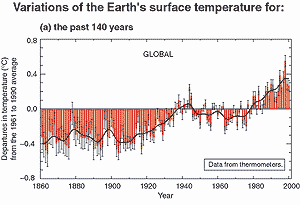 Variations of the Earth's surface temperature for:
(a) the past 140 years
GLOBAL
Departures in temperature (°C)
from the 1961 to 1990 average
0.8
0.4
0.0
−0.4
−0.8
Data from thermometers.
1860 1880 1900 1920 1940 1960 1980 2000
Year